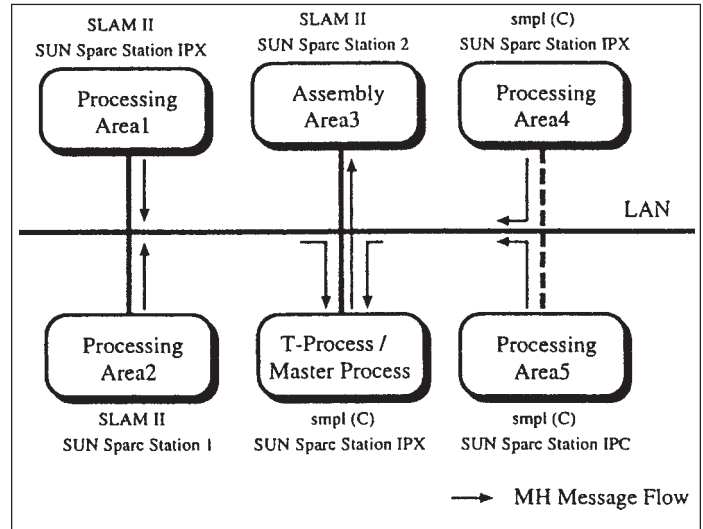 SLAM II
SUN Sparc Station IPX
Processing
Area1
SLAM II
SUN Sparc Station 2
Assembly
Area3
smpl (C)
SUN Sparc Station IPX
Processing
Area4
LAN
Processing
Area2
SLAM II
SUN Sparc Station 1
T-Process /
Master Process
smpl (C)
SUN Sparc Station IPX
Processing
Area5
smpl (C)
SUN Sparc Station IPC
MH Message Flow